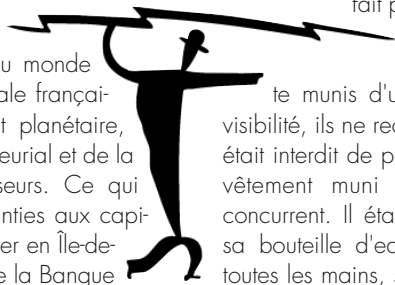 u monde
ale françai-
t planétaire,
eurial et de la
seurs. Ce qui
nties aux capi-
er en Île-de-
e la Banque
fait p
te munis d'u
visibilité, ils ne rec
était interdit de p
vêtement muni
concurrent. Il éta
sa bouteille d'ea
toutes les mains, s